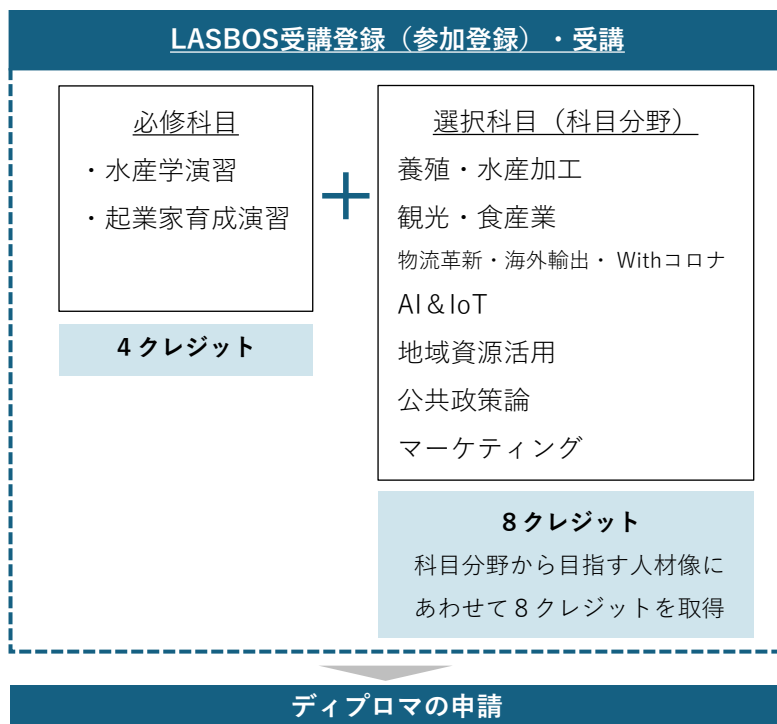 LASBOS受講登録（参加登録）・受講
必修科目
・水産学演習
・起業家育成演習
4 クレジット
＋
選択科目（科目分野）
養殖・水産加工
観光・食産業
物流革新・海外輸出・ Withコロナ
AI＆IoT
地域資源活用
公共政策論
マーケティング
8 クレジット
科目分野から目指す人材像に
あわせて 8 クレジットを取得
ディプロマの申請